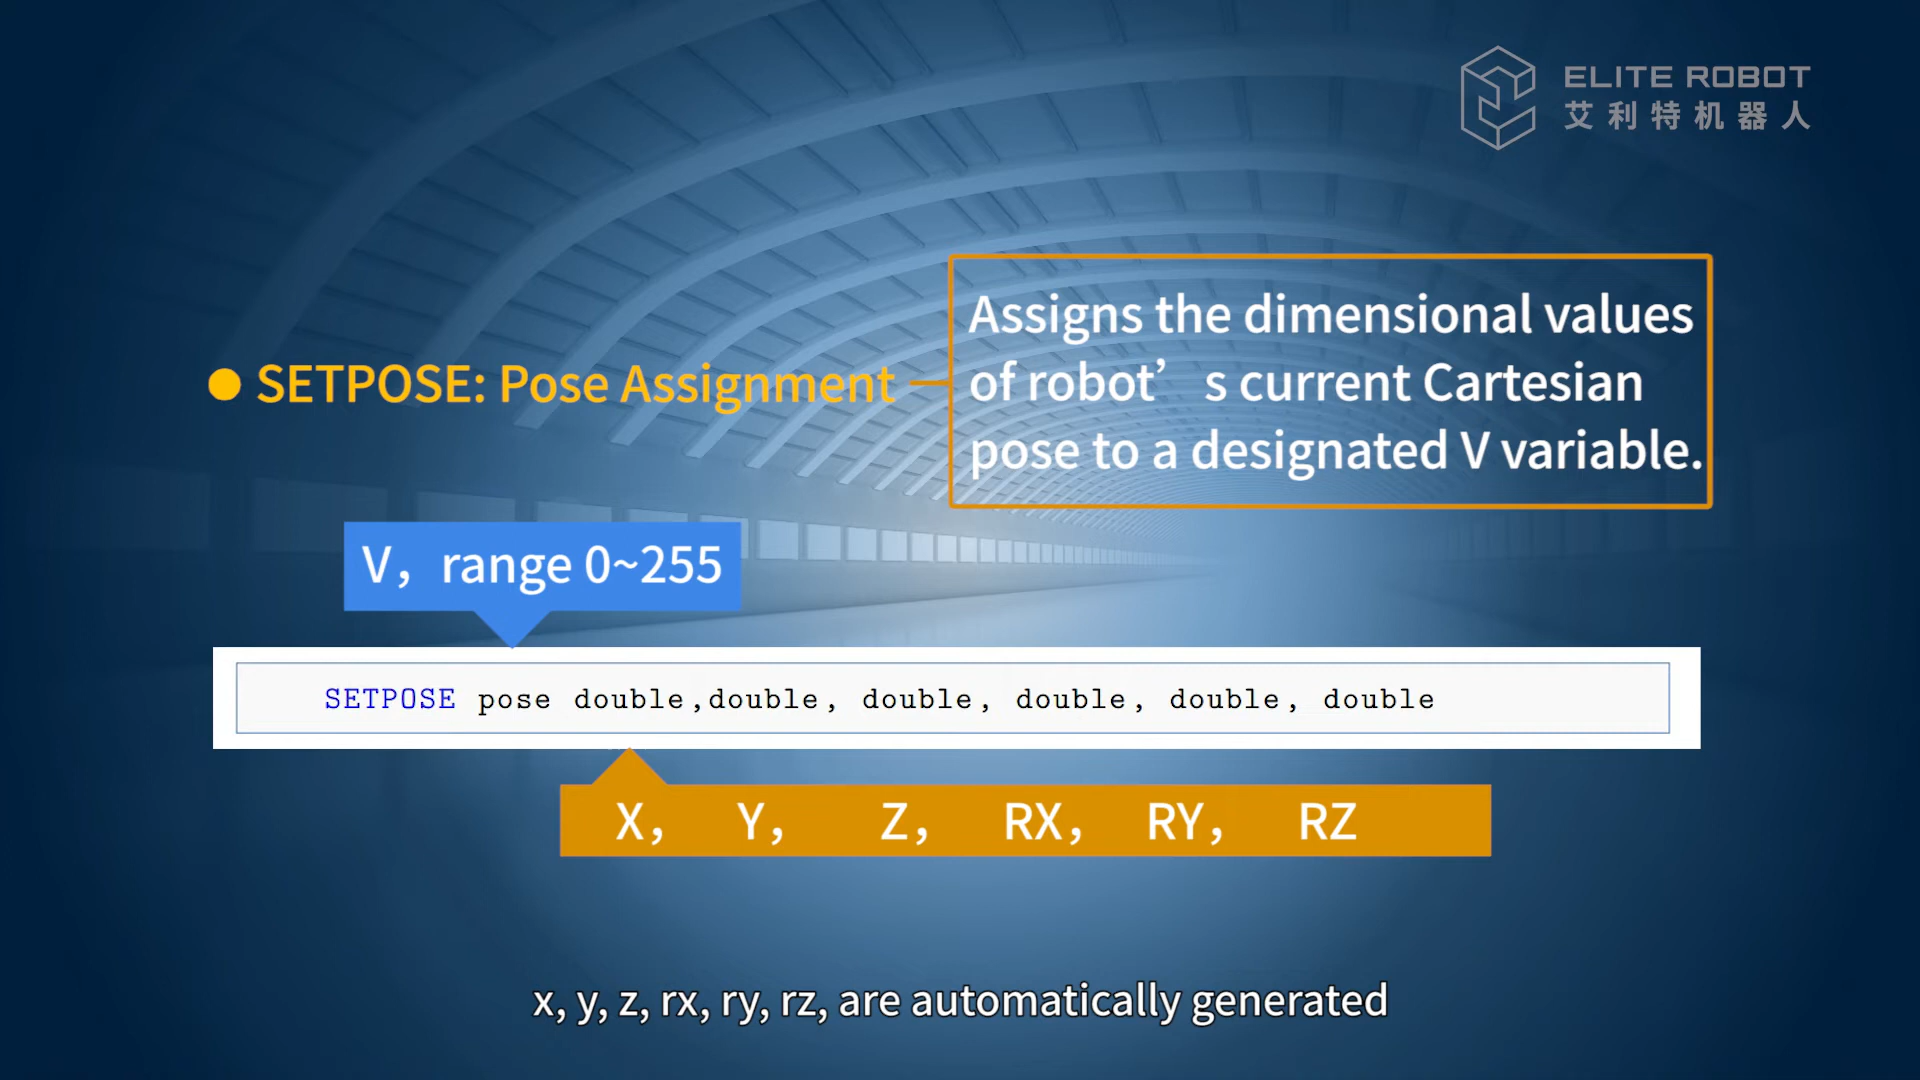 ELITE ROBOT
艾利特机器人
Assigns the dimensional values
of robot’s current Cartesian
pose to a designated V variable.
SETPOSE: Pose Assignment
V，range 0~255
SETPOSE pose double,double, double, double, double, double
X， Y， Z， RX， RY， RZ
x, y, z, rx, ry, rz, are automatically generated